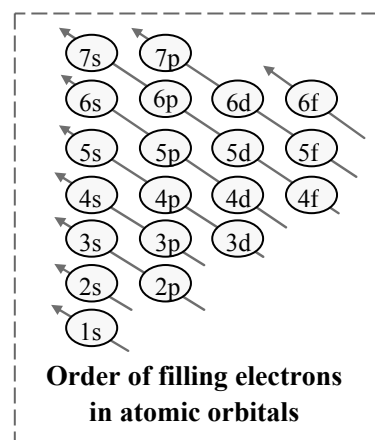 7s 7p
6s 6p 6d 6f
5s 5p 5d 5f
4s 4p 4d 4f
3s 3p 3d
2s 2p
1s
Order of filling electrons
in atomic orbitals